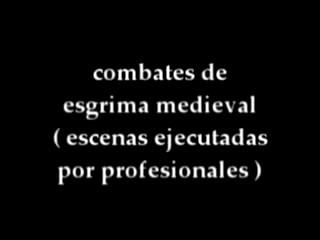 combates de
esgrima medieval
( escenas ejecutadas
por profesionales )